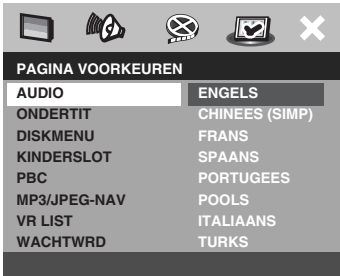 PAGINA VOORKEUREN
AUDIO ENGELS
ONDERTIT CHINEES (SIMP)
DISKMENU FRANS
KINDERSLOT SPAANS
PBC PORTUGEES
MP3/JPEG-NAV POOLS
VR LIST ITALIAANS
WACHTWRD TURKS